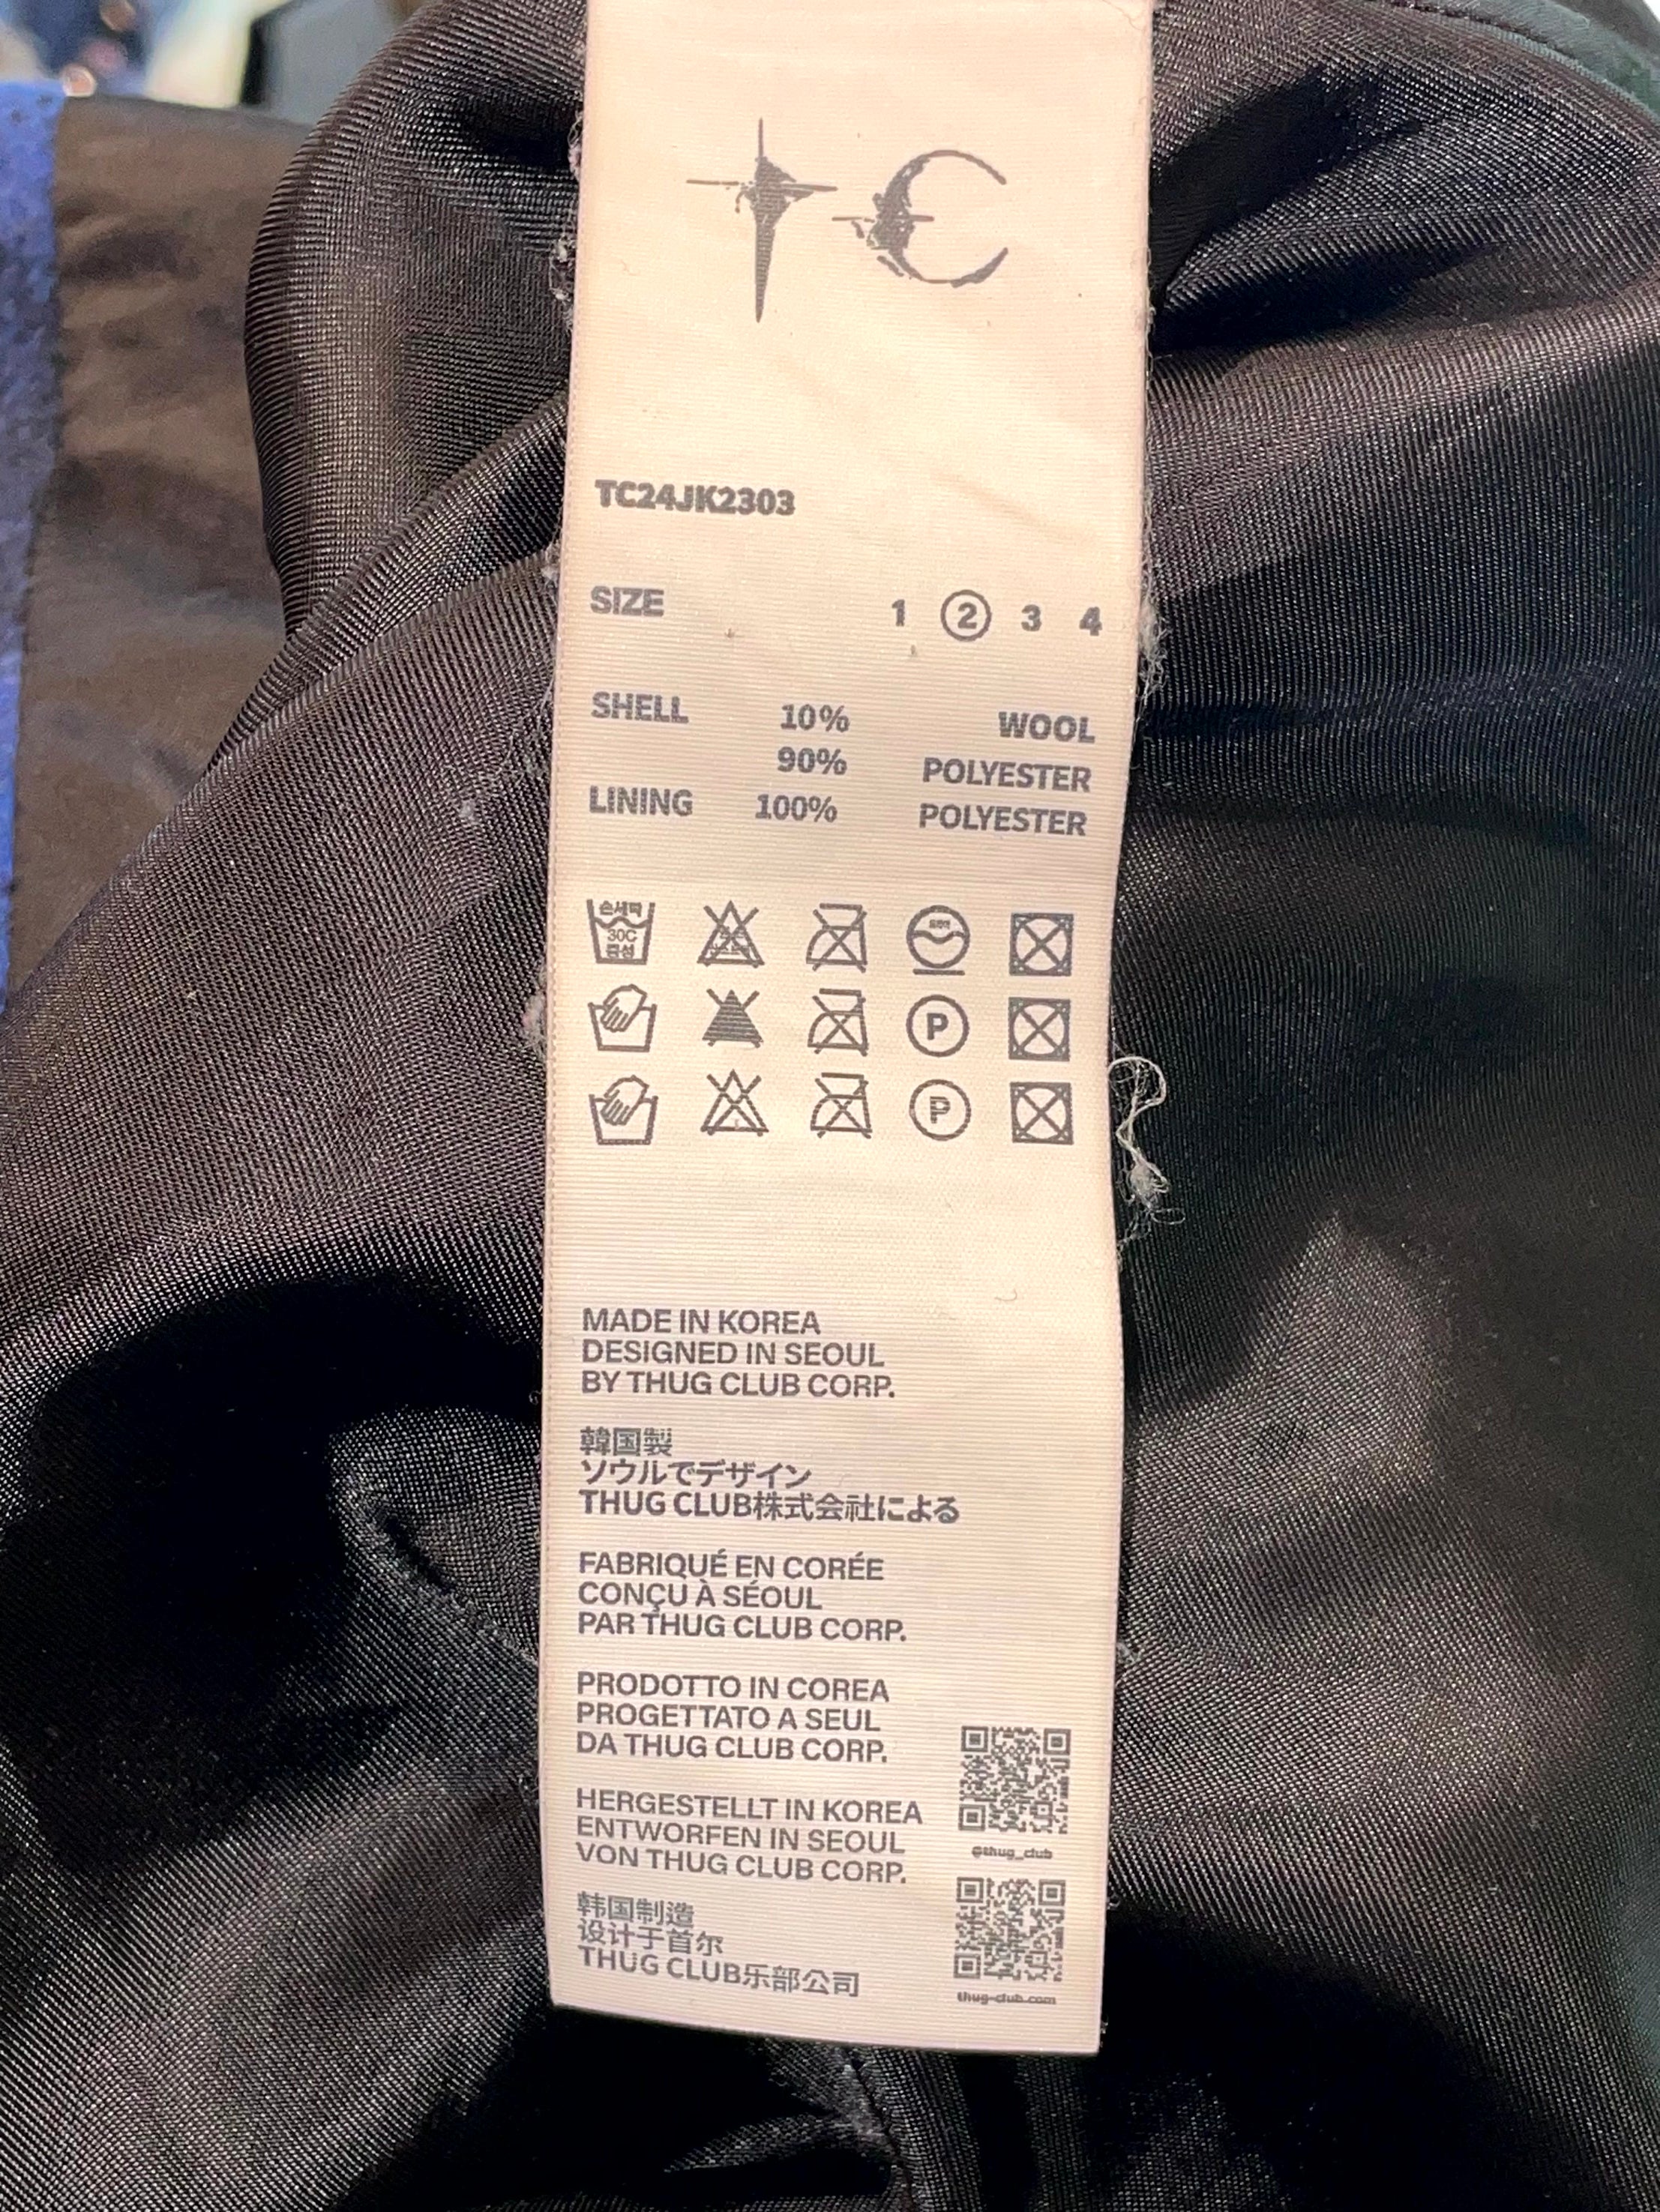 TC
TC24JK2303
SIZE 1 2 3 4
SHELL 10% WOOL
90% POLYESTER
LINING 100% POLYESTER
손세탁
30C
중성
P
P
MADE IN KOREA
DESIGNED IN SEOUL
BY THUG CLUB CORP.
韓国製
ソウルでデザイン
THUG CLUB株式会社による
FABRIQUÉ EN CORÉE
CONÇU À SÉOUL
PAR THUG CLUB CORP.
PRODOTTO IN COREA
PROGETTATO A SEUL
DA THUG CLUB CORP.
HERGESTELLT IN KOREA
ENTWORFEN IN SEOUL
VON THUG CLUB CORP.
@thug_club
韩国制造
设计于首尔
THUG CLUB乐部公司
thug-club.com